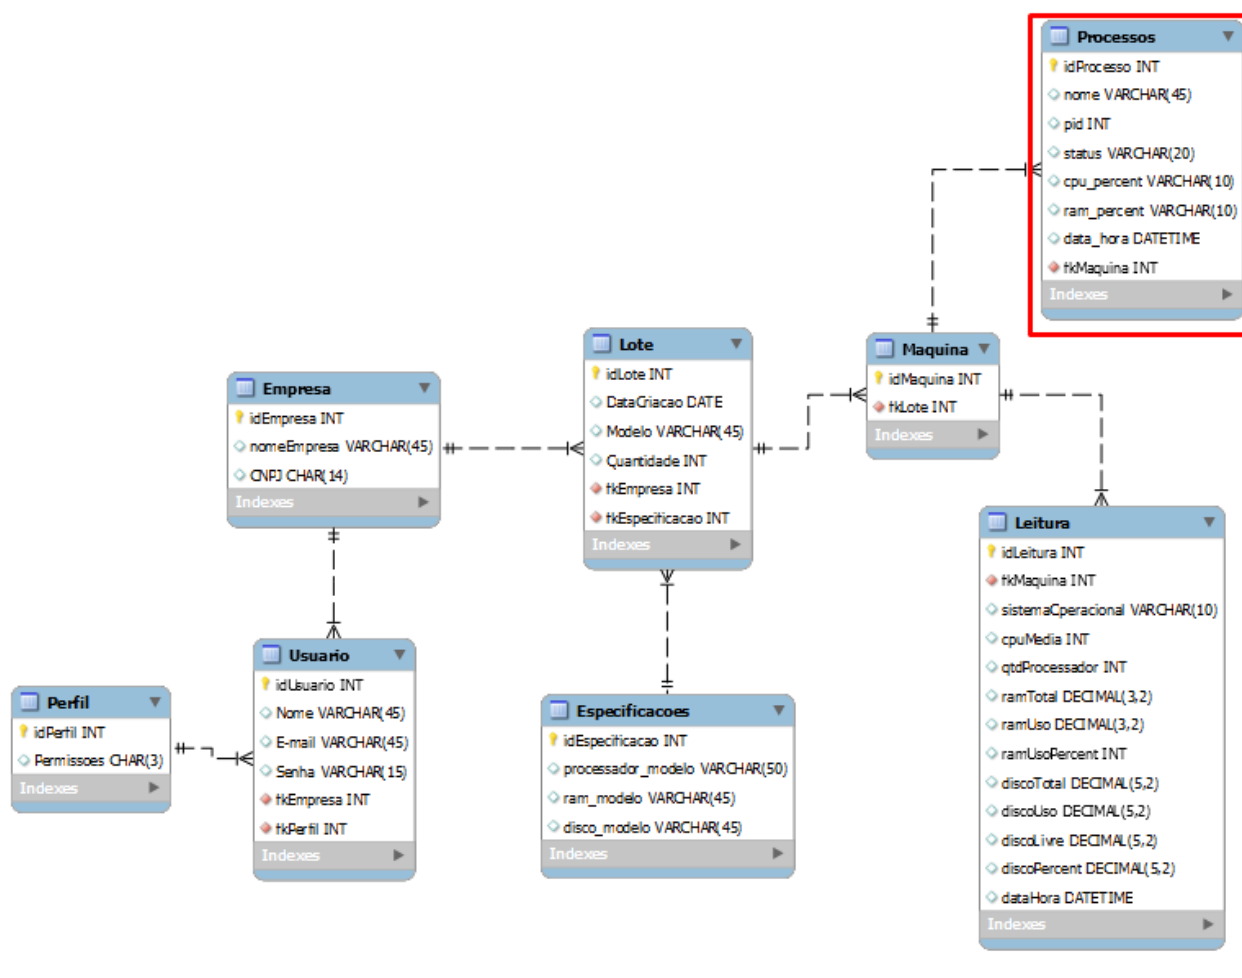 Processos
idProcesso INT
nome VARCHAR(45)
pid INT
status VARCHAR(20)
cpu_percent VARCHAR(10)
ram_percent VARCHAR(10)
data_hora DATETIME
fkMaquina INT
Indexes
Lote
idLote INT
DataCriacao DATE
Modelo VARCHAR(45)
Quantidade INT
fkEmpresa INT
fkEspecificacao INT
Indexes
Maquina
idMaquina INT
fkLote INT
Indexes
Empresa
idEmpresa INT
nomeEmpresa VARCHAR(45)
CNPJ CHAR(14)
Indexes
Leitura
idLeitura INT
fkMaquina INT
sistemaOperacional VARCHAR(10)
cpuMedia INT
qtdProcessador INT
ramTotal DECIMAL(3,2)
ramUso DECIMAL(3,2)
ramUsoPercent INT
discoTotal DECIMAL(5,2)
discoUso DECIMAL(5,2)
discoLivre DECIMAL(5,2)
discoPercent DECIMAL(5,2)
dataHora DATETIME
Indexes
Usuario
idUsuario INT
Nome VARCHAR(45)
E-mail VARCHAR(45)
Senha VARCHAR(15)
fkEmpresa INT
fkPerfil INT
Indexes
Perfil
idPerfil INT
Permissoes CHAR(3)
Indexes
Especificacoes
idEspecificacao INT
processador_modelo VARCHAR(50)
ram_modelo VARCHAR(45)
disco_modelo VARCHAR(45)
Indexes